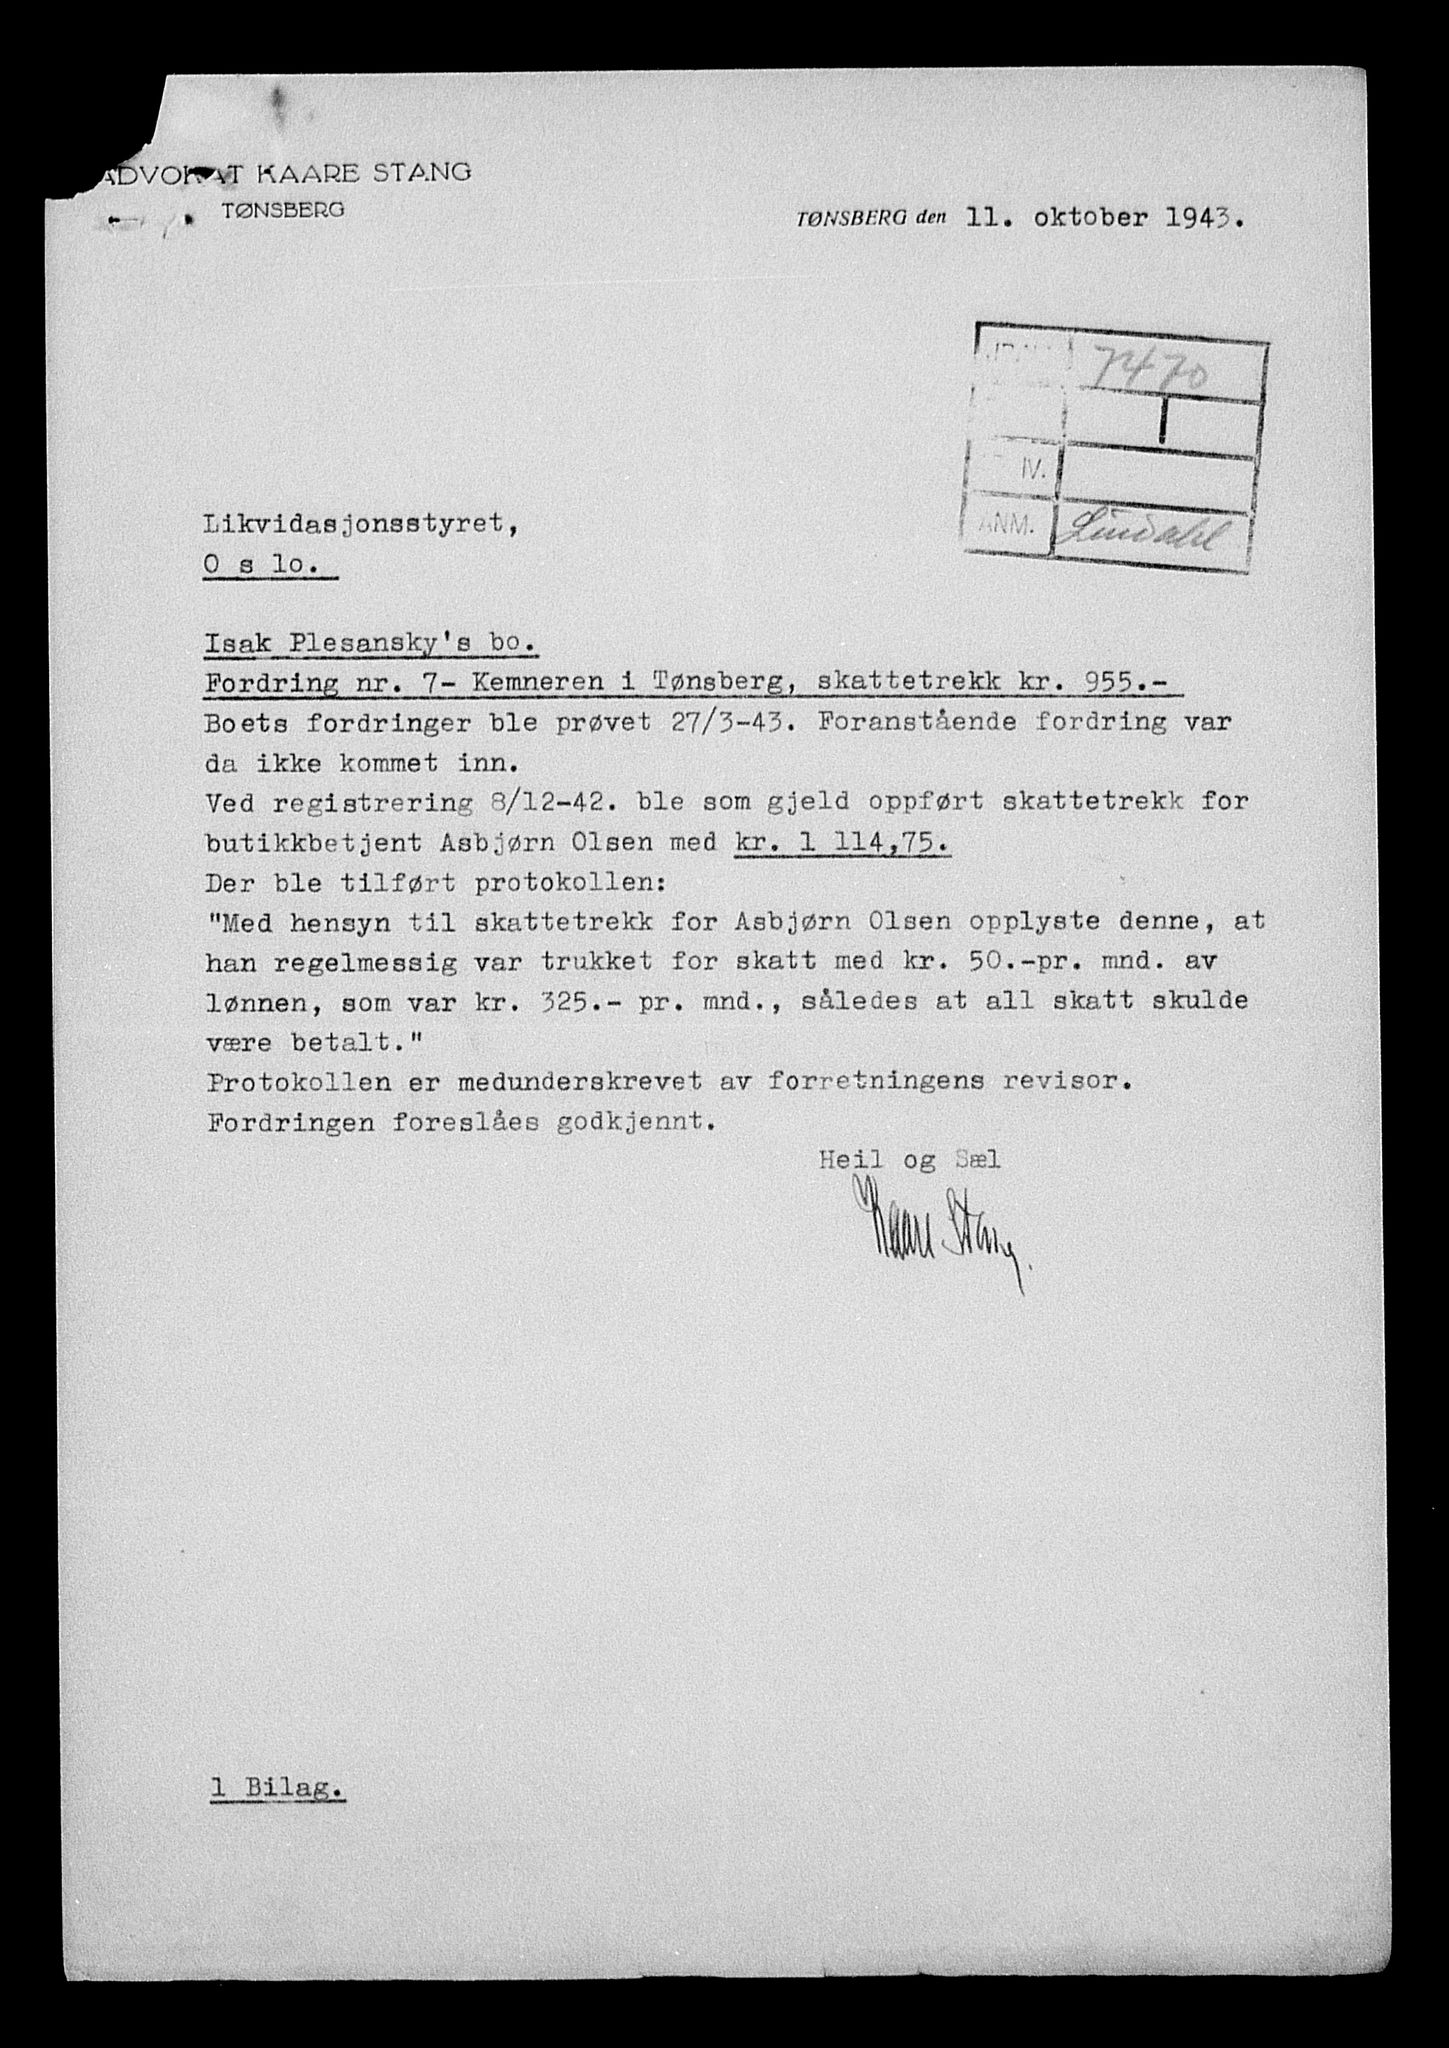 ADVOKAT KAARE STANG
TØNSBERG
TØNSBERG den 11. oktober 1943.
7470
IV.
ANM. Lindahl
Likvidasjonsstyret,
O s lo.
Isak Plesansky's bo.
Fordring nr. 7- Kemneren i Tønsberg, skattetrekk kr. 955.-
Boets fordringer ble prøvet 27/3-43. Foranstående fordring var
da ikke kommet inn.
Ved registrering 8/12-42. ble som gjeld oppført skattetrekk for
butikkbetjent Asbjørn Olsen med kr. 1 114,75.
Der ble tilført protokollen:
"Med hensyn til skattetrekk for Asbjørn Olsen opplyste denne, at
han regelmessig var trukket for skatt med kr. 50.-pr. mnd. av
lønnen, som var kr. 325.- pr. mnd., således at all skatt skulde
være betalt."
Protokollen er medunderskrevet av forretningens revisor.
Fordringen foreslåes godkjennt.
Heil og Sæl
Kaare Stang.
1 Bilag.